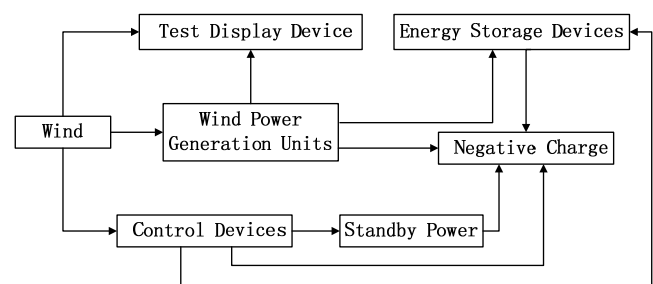 Test Display Device
Energy Storage Devices
Wind
Wind Power
Generation Units
Negative Charge
Control Devices
Standby Power